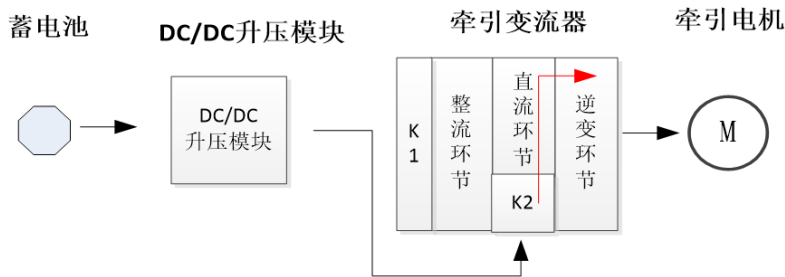 蓄电池
DC/DC升压模块
牵引变流器
牵引电机
DC/DC
升压模块
K
1
整流环节
直流环节
K2
逆变环节
M